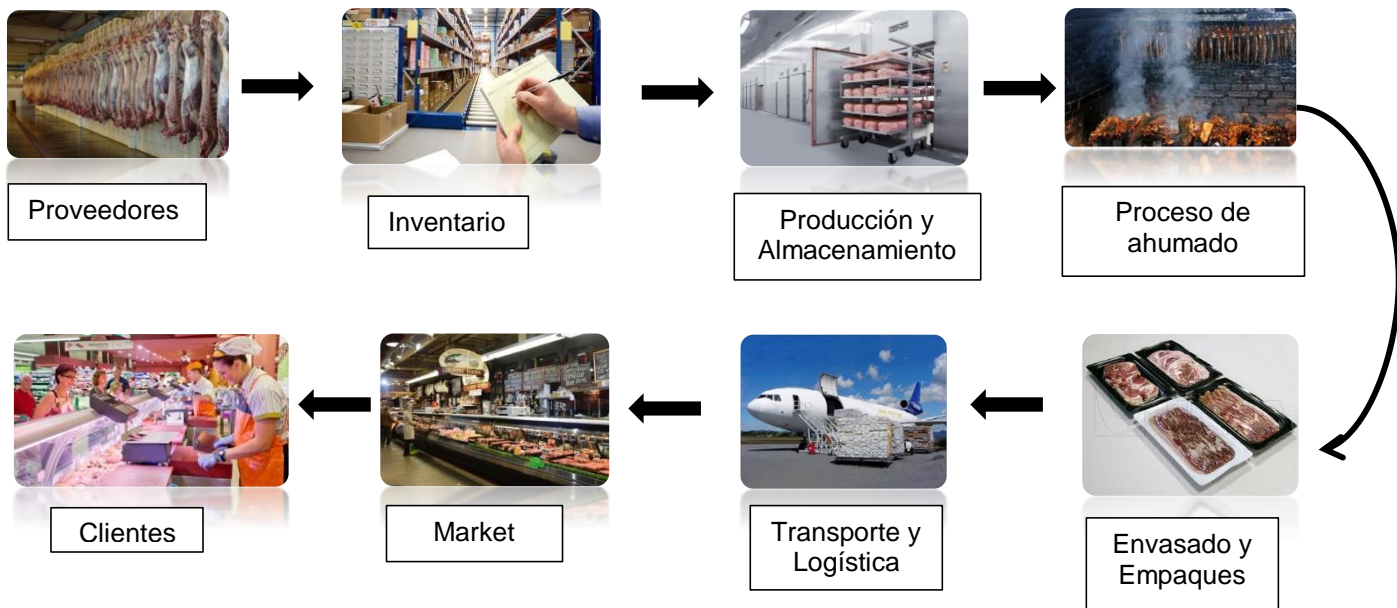 Proveedores
Inventario
Producción y
Almacenamiento
Proceso de
ahumado
Clientes
Market
Transporte y
Logística
Envasado y
Empaques